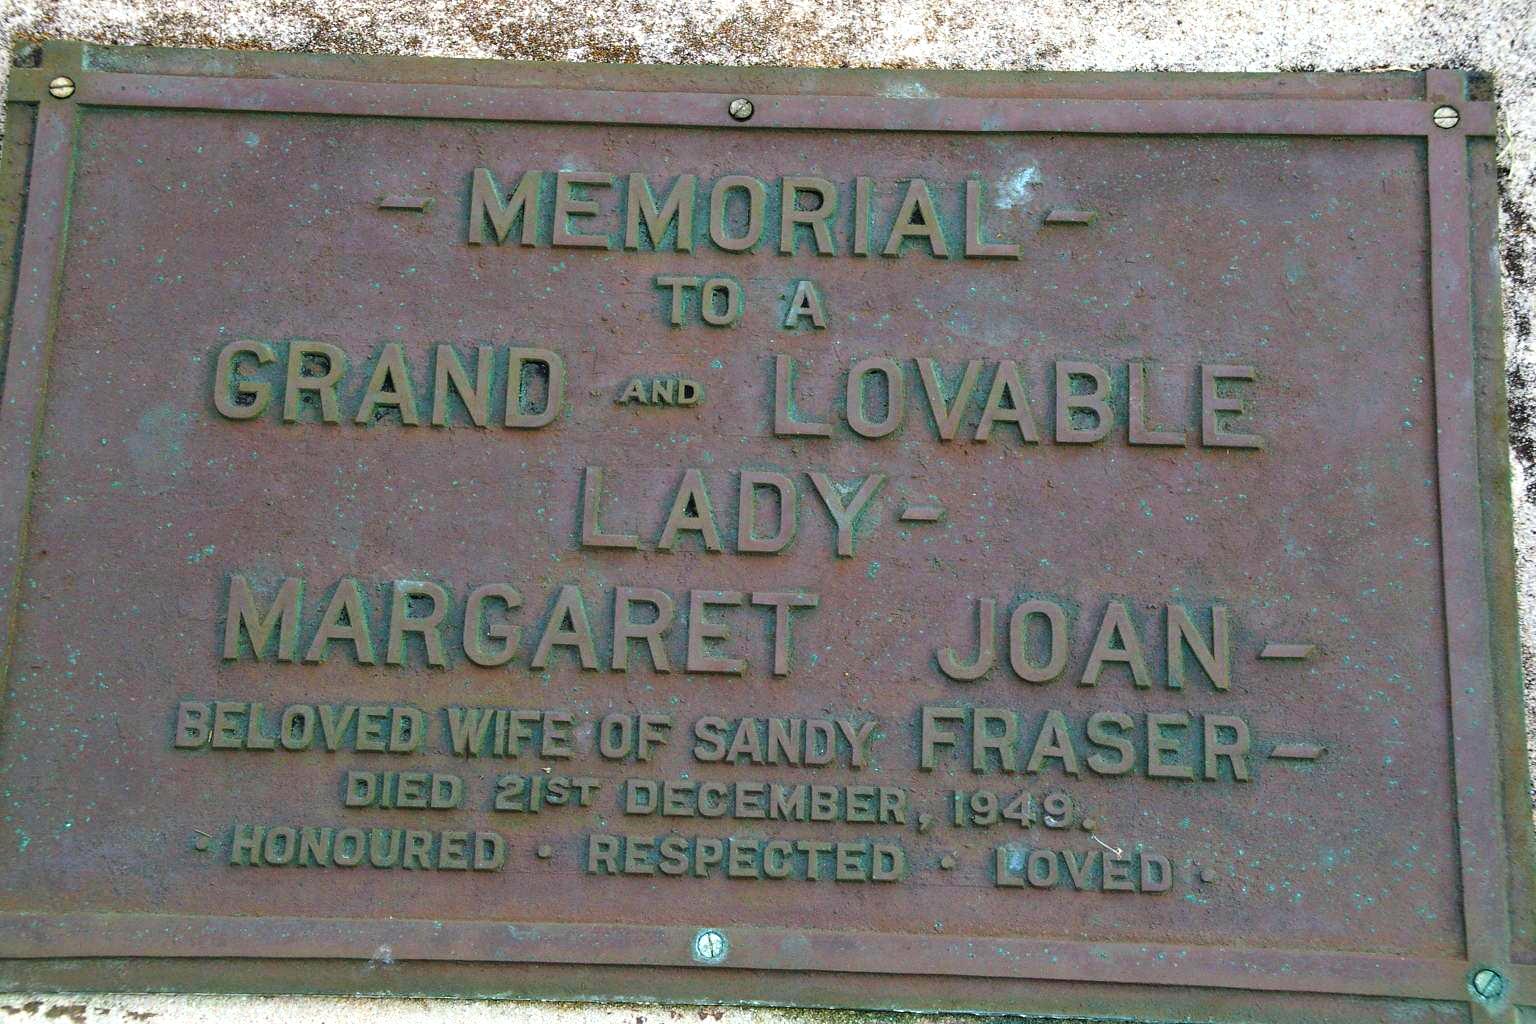 - MEMORIAL -
TO A
GRAND AND LOVABLE
LADY -
MARGARET JOAN -
BELOVED WIFE OF SANDY FRASER -
DIED 21ST DECEMBER, 1949.
· HONOURED · RESPECTED · LOVED ·